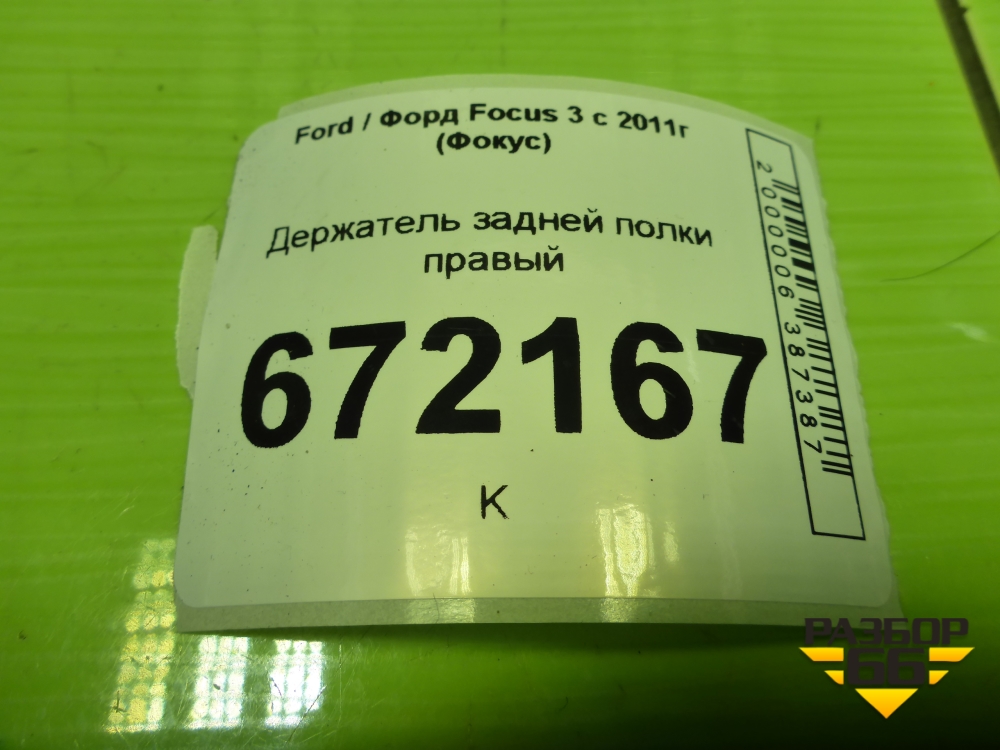 Ford / Форд Focus 3 с 2011г
(Фокус)
Держатель задней полки
правый
672167
К
2000006387387
РАЗБОР
66